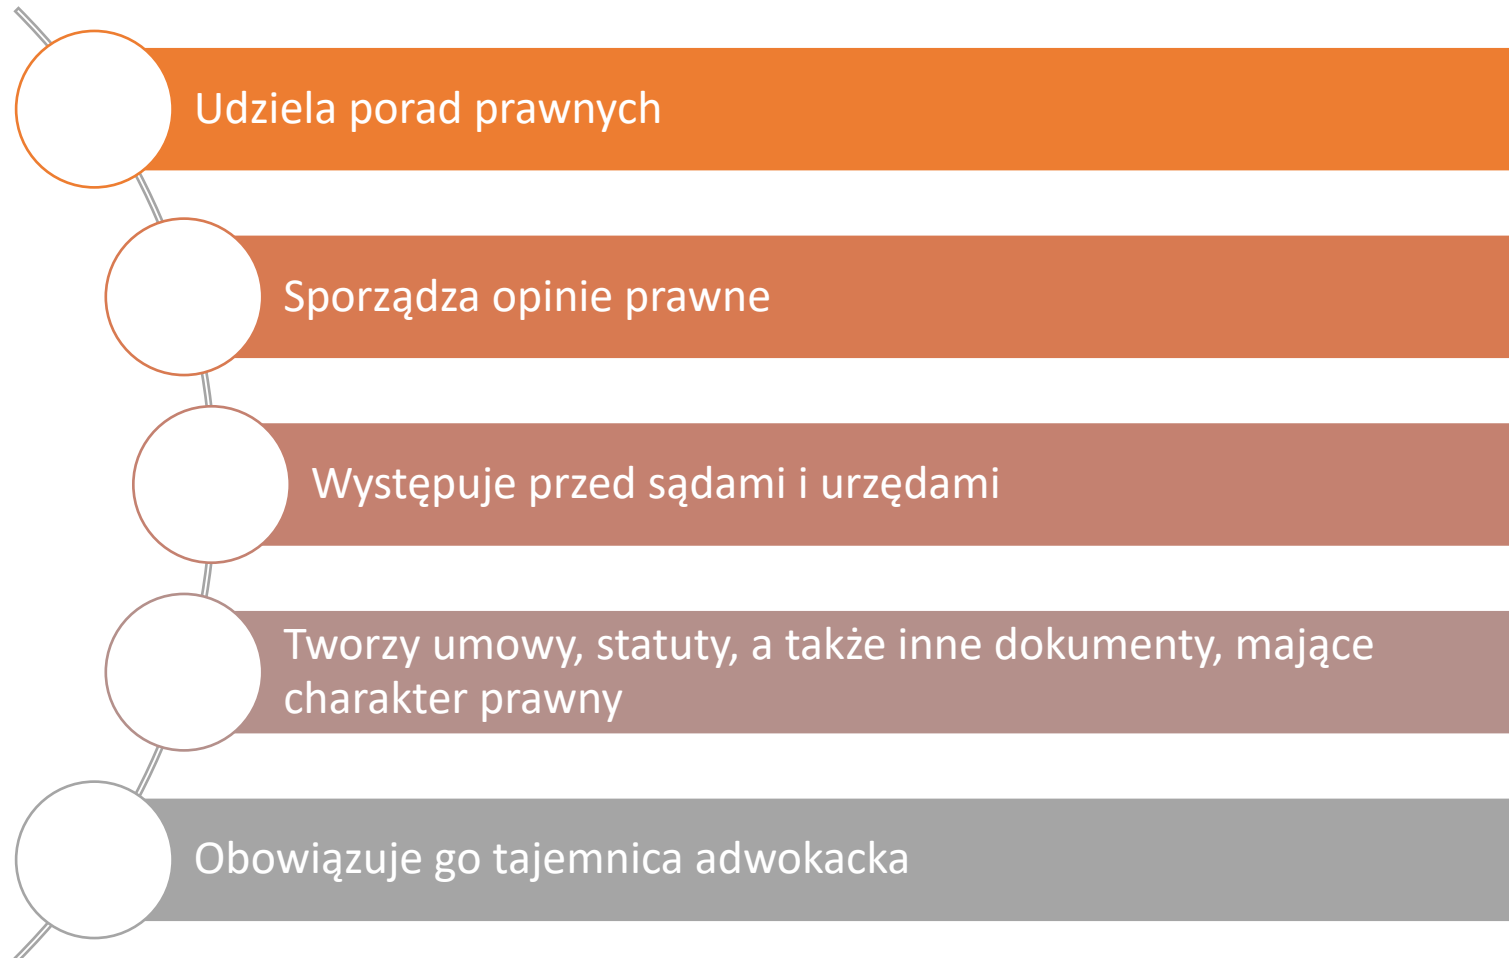 Udziela porad prawnych
Sporządza opinie prawne
Występuje przed sądami i urzędami
Tworzy umowy, statuty, a także inne dokumenty, mające
charakter prawny
Obowiązuje go tajemnica adwokacka